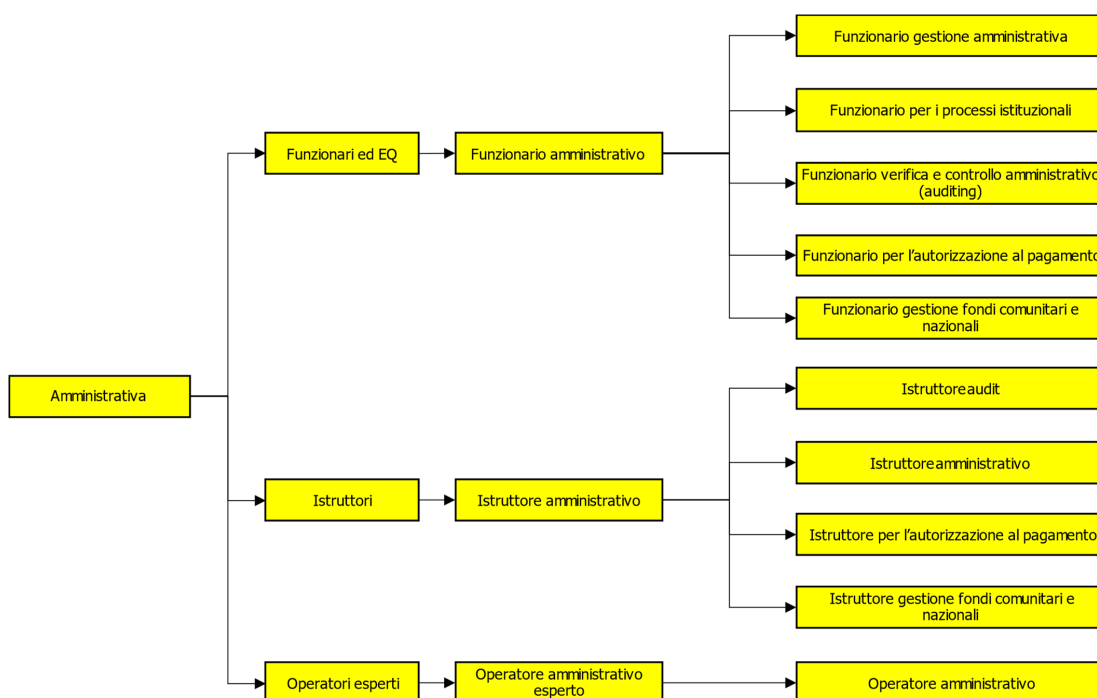 Funzionario gestione amministrativa
Funzionario per i processi istituzionali
Funzionari ed EQ
Funzionario amministrativo
Funzionario verifica e controllo amministrativo
(auditing)
Funzionario per l'autorizzazione al pagamento
Funzionario gestione fondi comunitari e
nazionali
Amministrativa
Istruttore audit
Istruttore amministrativo
Istruttori
Istruttore amministrativo
Istruttore per l'autorizzazione al pagamento
Istruttore gestione fondi comunitari e
nazionali
Operatori esperti
Operatore amministrativo
esperto
Operatore amministrativo